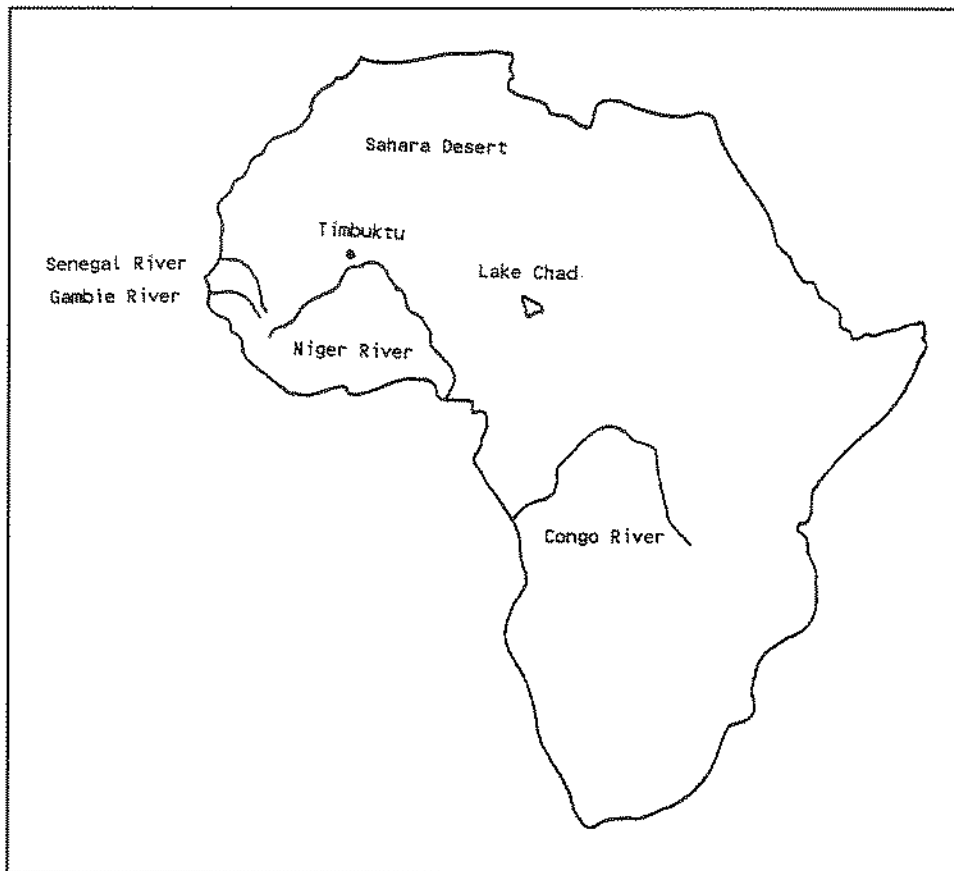 Sahara Desert
Timbuktu
Senegal River
Lake Chad
Gambie River
Niger River
Congo River